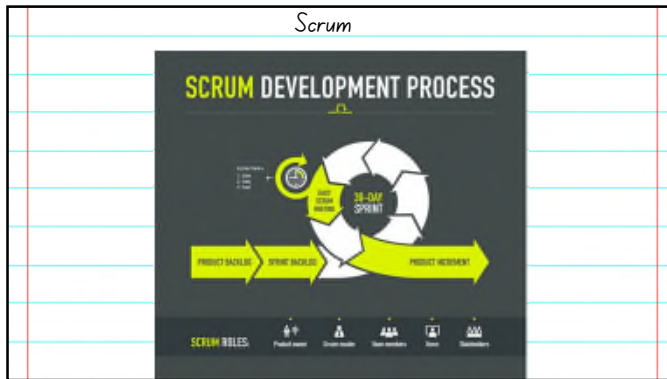 Scrum
SCRUM DEVELOPMENT PROCESS
30-DAY
SPRINT
SCRUM
MEETING
PRODUCT BACKLOG
SPRINT BACKLOG
PRODUCT INCREMENT
SCRUM ROLES:
Product owner
Scrum master
Team members
Users
Stakeholders